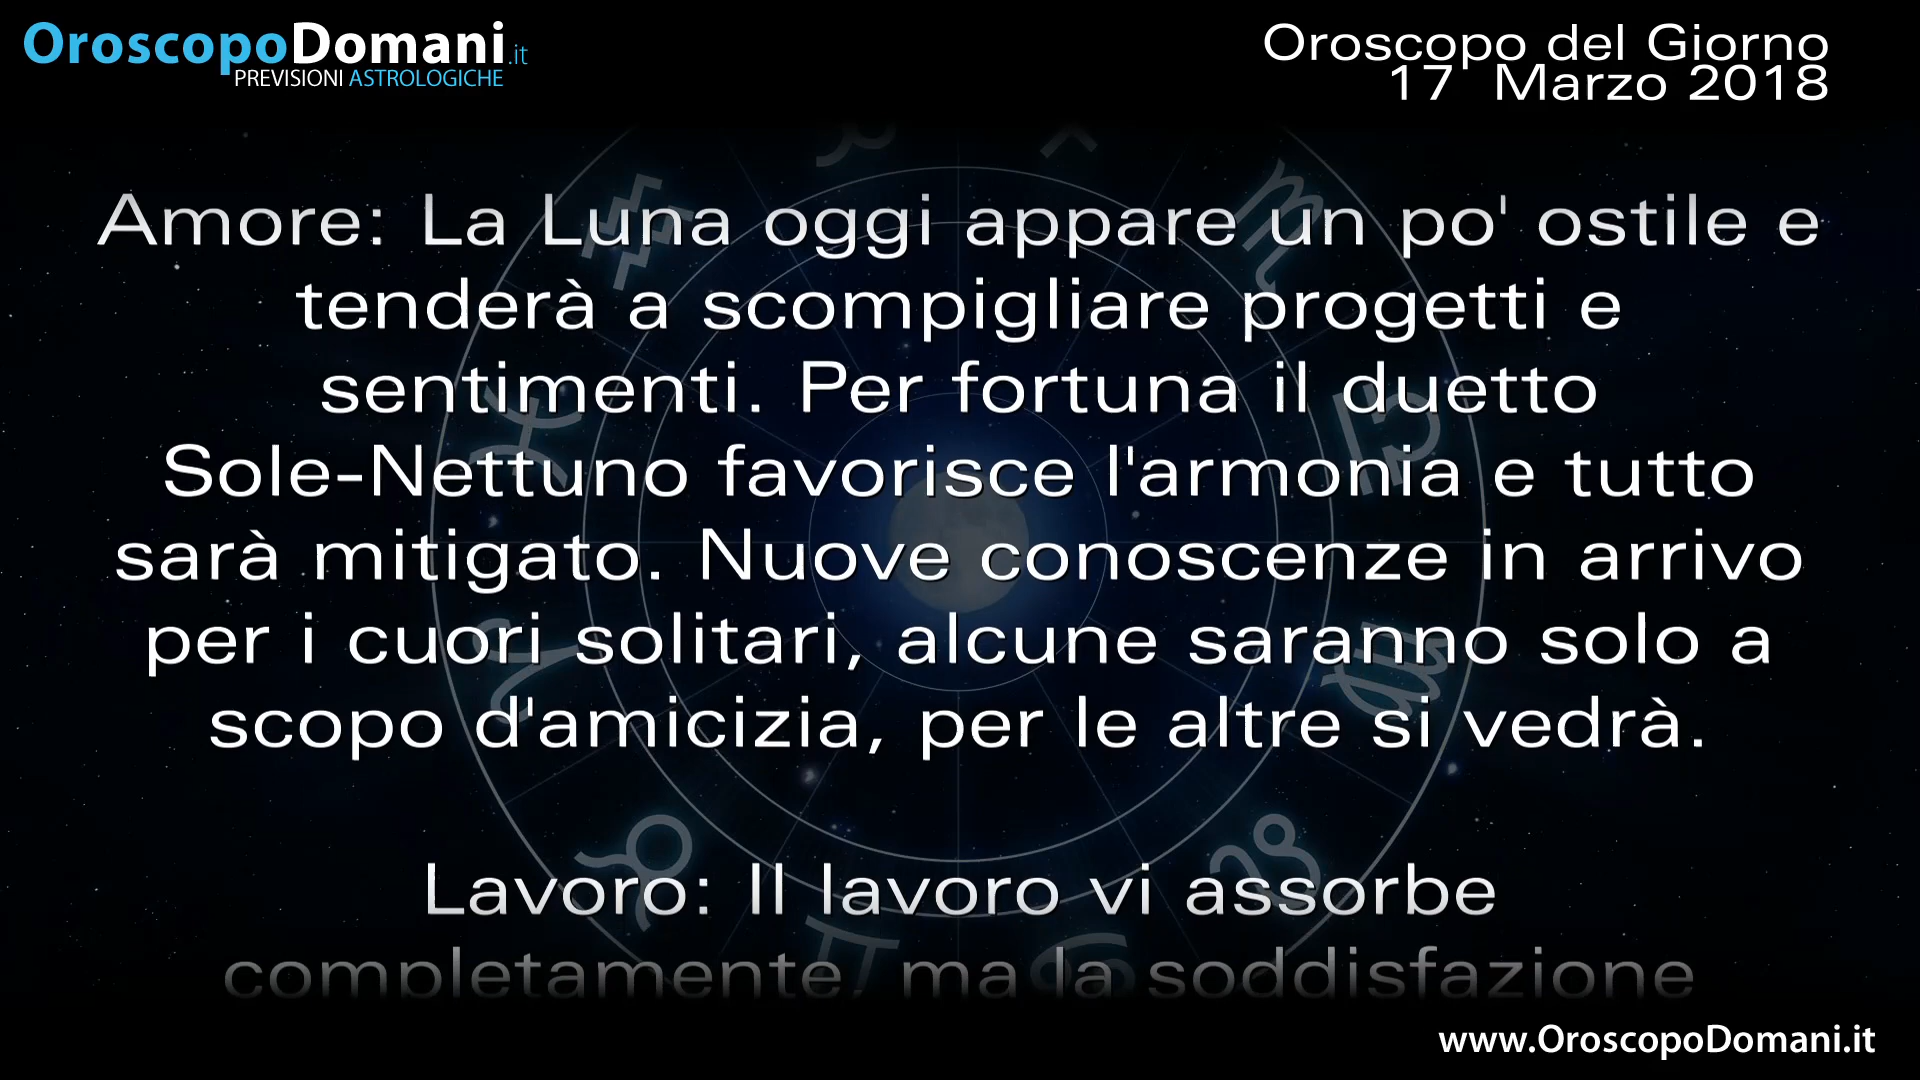 OroscopoDomani.it
PREVISIONI ASTROLOGICHE
Oroscopo del Giorno
17 Marzo 2018
Amore: La Luna oggi appare un po' ostile e
tenderà a scompigliare progetti e
sentimenti. Per fortuna il duetto
Sole-Nettuno favorisce l'armonia e tutto
sarà mitigato. Nuove conoscenze in arrivo
per i cuori solitari, alcune saranno solo a
scopo d'amicizia, per le altre si vedrà.
Lavoro: Il lavoro vi assorbe
completamente, ma la soddisfazione
www.OroscopoDomani.it